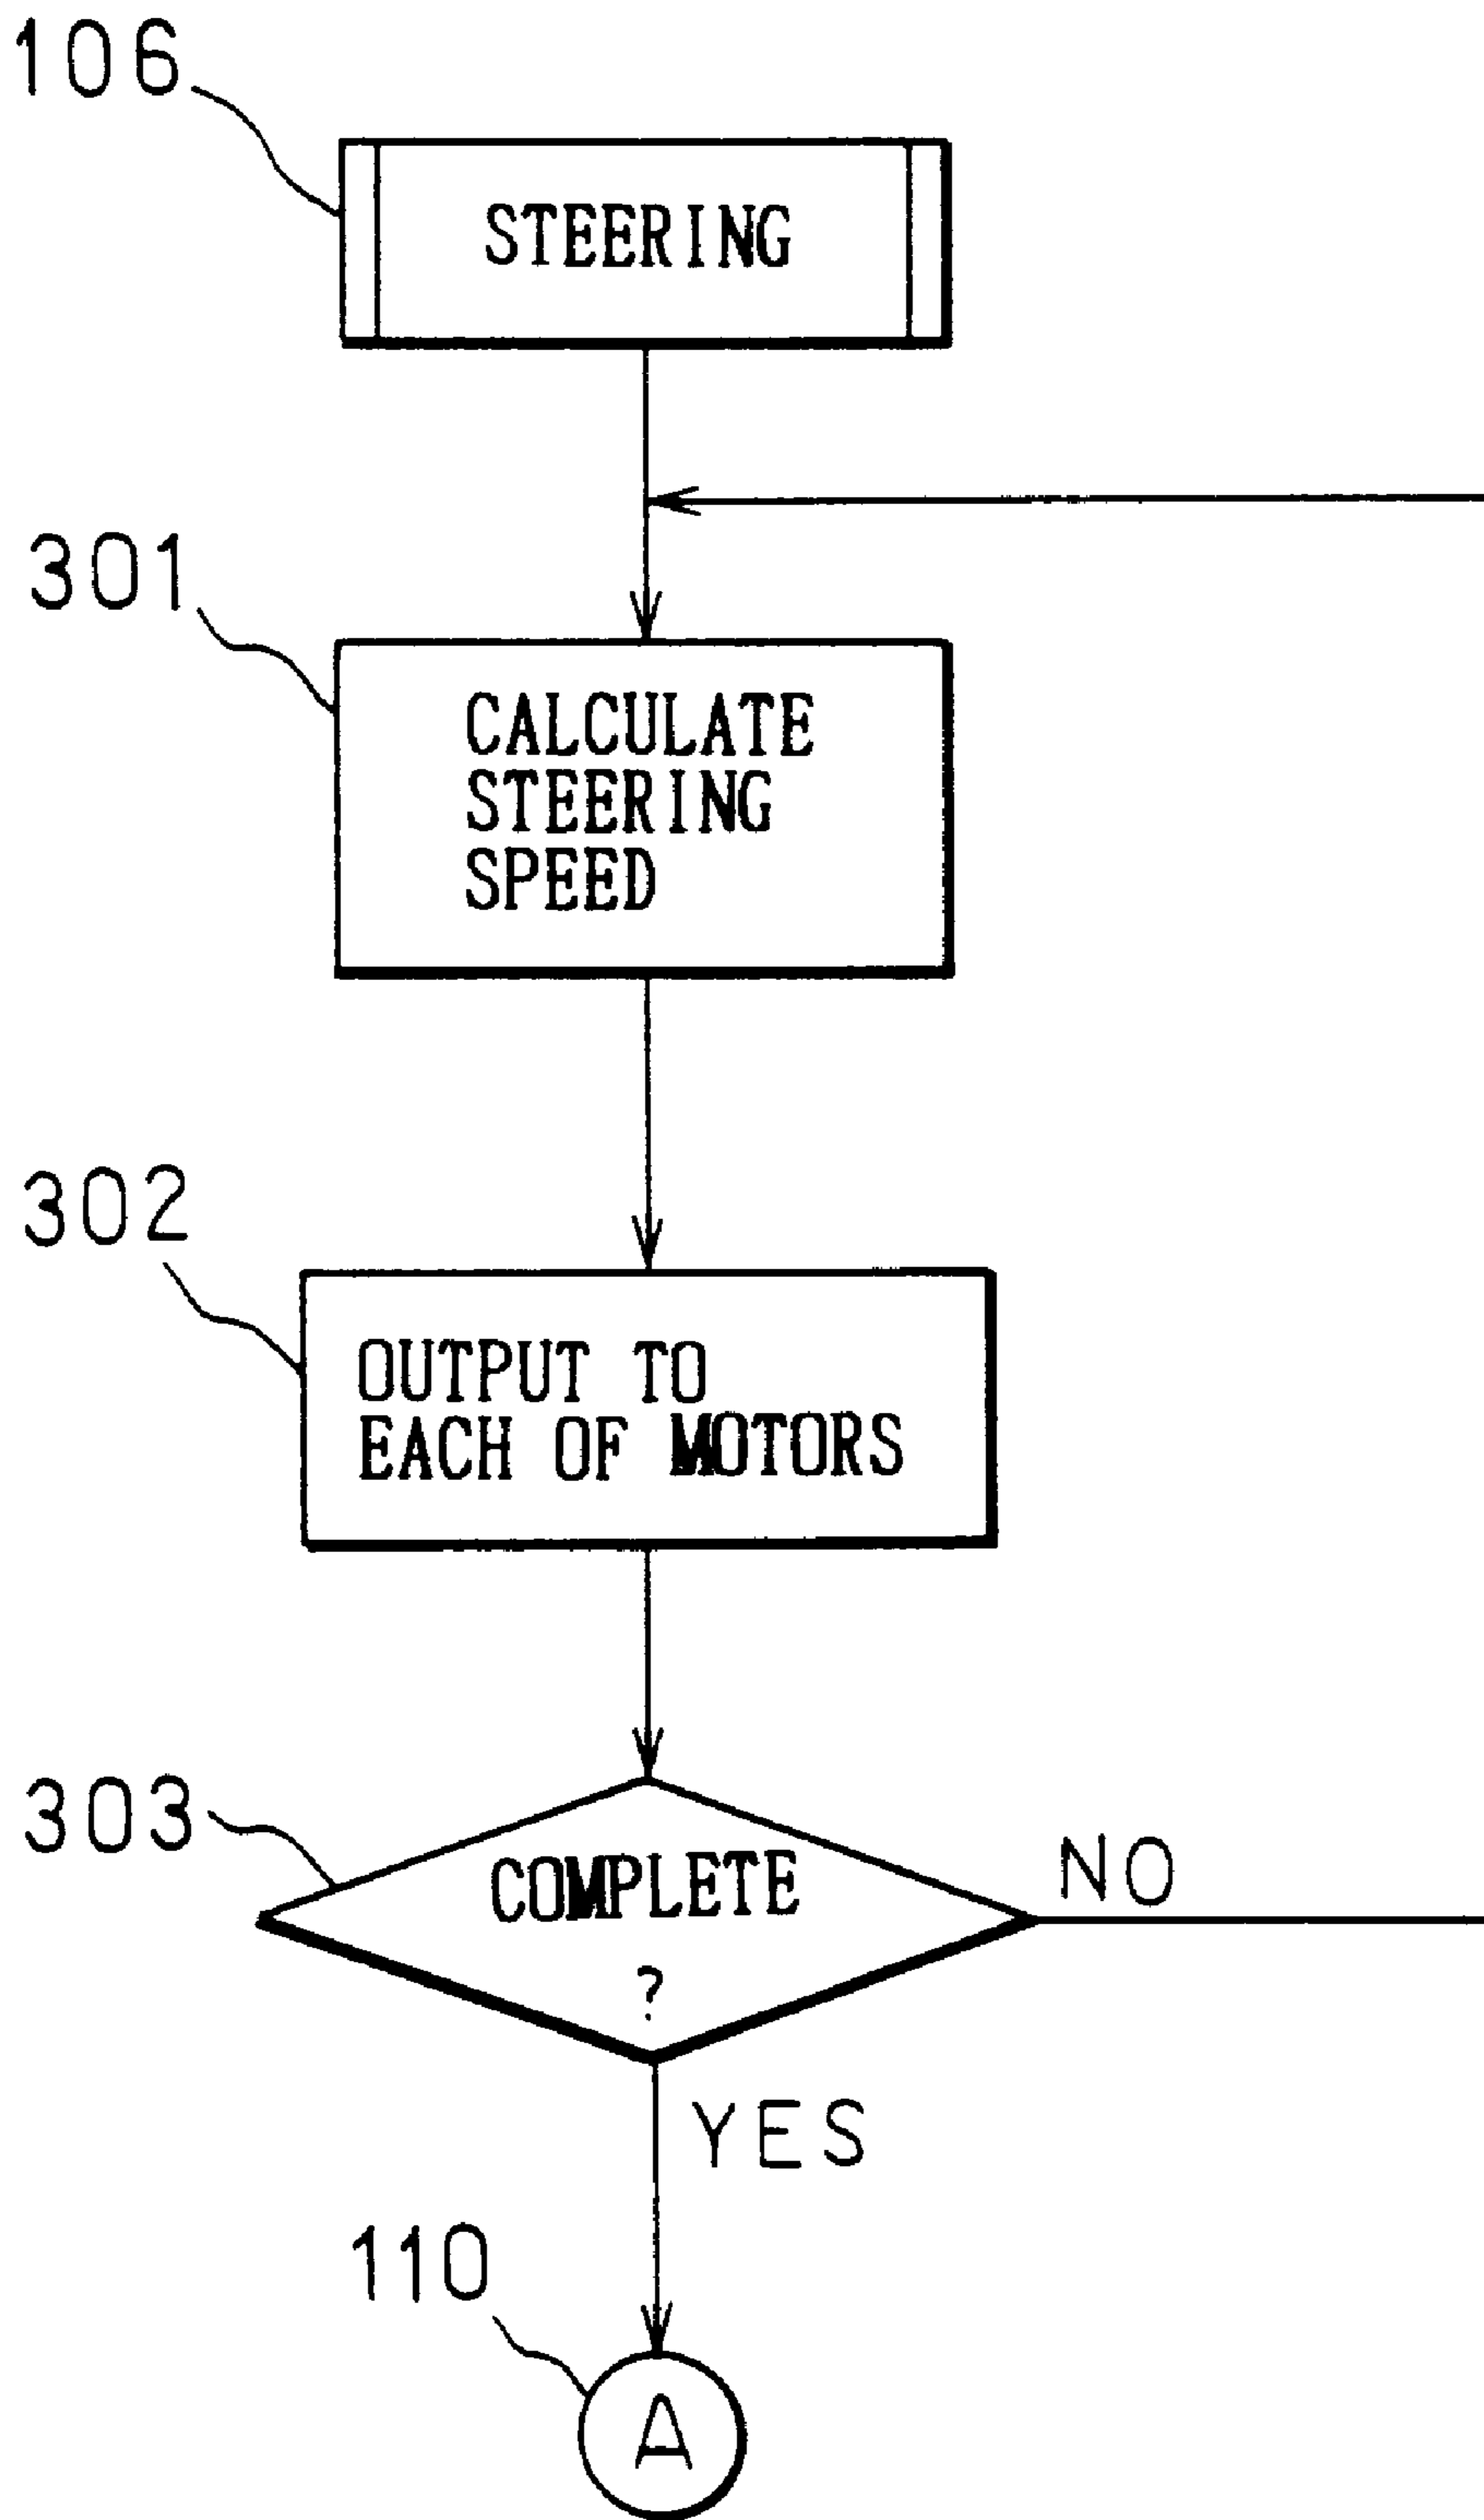 106
STEERING
301
CALCULATE
STEERING
SPEED
302
OUTPUT TO
EACH OF MOTORS
303
COMPLETE
?
NO
YES
110
A